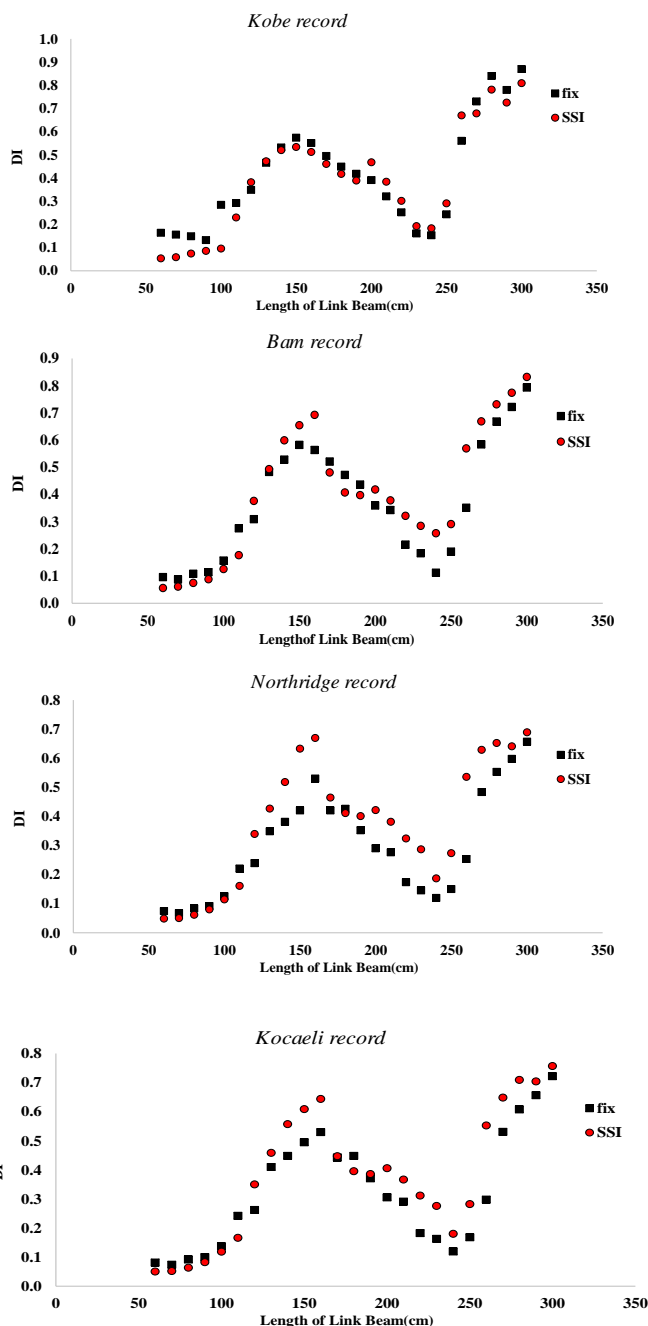 Kobe record
1.0
0.9
0.8
0.7
0.6
0.5
0.4
0.3
0.2
0.1
0.0
DI
fix
SSI
0 50 100 150 200 250 300 350
Length of Link Beam(cm)
Bam record
0.9
0.8
0.7
0.6
0.5
0.4
0.3
0.2
0.1
0.0
DI
fix
SSI
50 100 150 200 250 300 350
Lengthof Link Beam(cm)
Northridge record
0.8
0.7
0.6
0.5
0.4
0.3
0.2
0.1
0.0
DI
fix
SSI
0 50 100 150 200 250 300 350
Length of Link Beam(cm)
Kocaeli record
0.8
0.7
0.6
0.5
0.4
0.3
0.2
0.1
0.0
DI
fix
SSI
0 50 100 150 200 250 300 350
Length of Link Beam(cm)